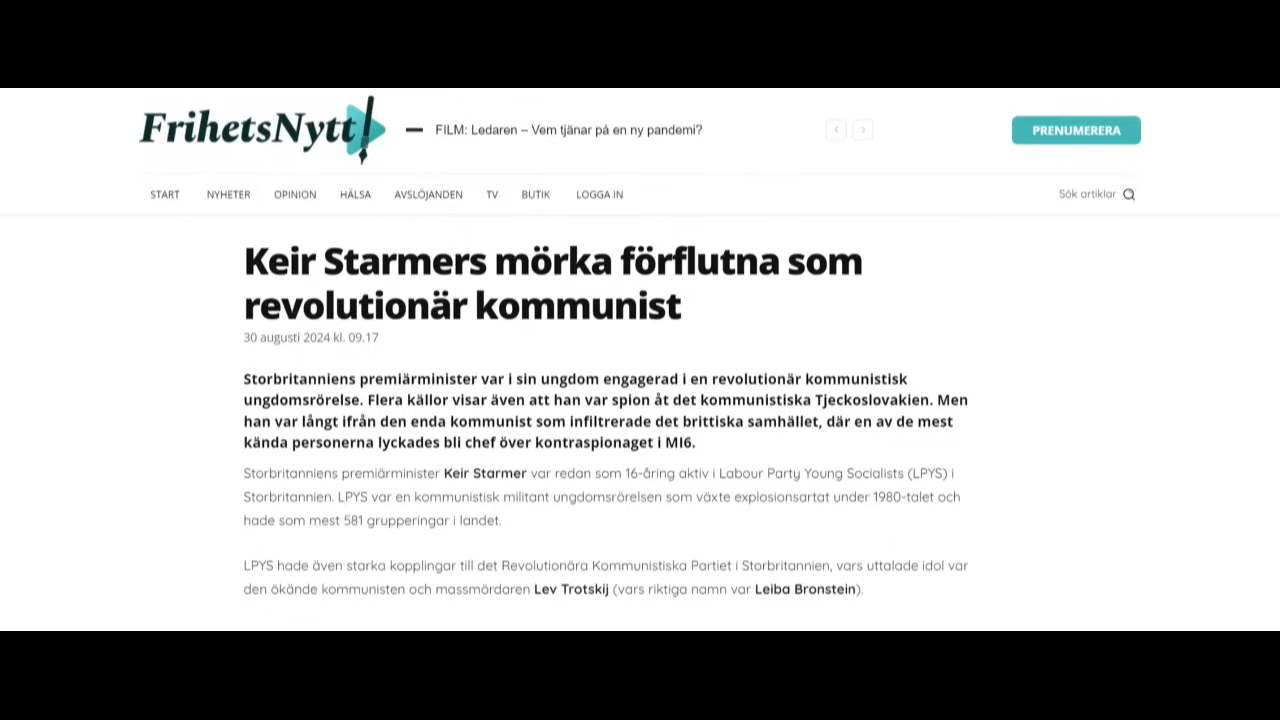 FrihetsNytt
FILM: Ledaren – Vem tjänar på en ny pandemi?
PRENUMERERA
START NYHETER OPINION HÄLSA AVSLÖJANDEN TV BUTIK LOGGA IN
Sök artiklar
Keir Starmers mörka förflutna som
revolutionär kommunist
30 augusti 2024 kl. 09.17
Storbritanniens premiärminister var i sin ungdom engagerad i en revolutionär kommunistisk
ungdomsrörelse. Flera källor visar även att han var spion åt det kommunistiska Tjeckoslovakien. Men
han var långt ifrån den enda kommunist som infiltrerade det brittiska samhället, där en av de mest
kända personerna lyckades bli chef över kontraspionaget i MI6.
Storbritanniens premiärminister Keir Starmer var redan som 16-åring aktiv i Labour Party Young Socialists (LPYS) i
Storbritannien. LPYS var en kommunistisk militant ungdomsrörelsen som växte explosionsartat under 1980-talet och
hade som mest 581 grupperingar i landet.
LPYS hade även starka kopplingar till det Revolutionära Kommunistiska Partiet i Storbritannien, vars uttalade idol var
den ökände kommunisten och massmördaren Lev Trotskij (vars riktiga namn var Leiba Bronstein).